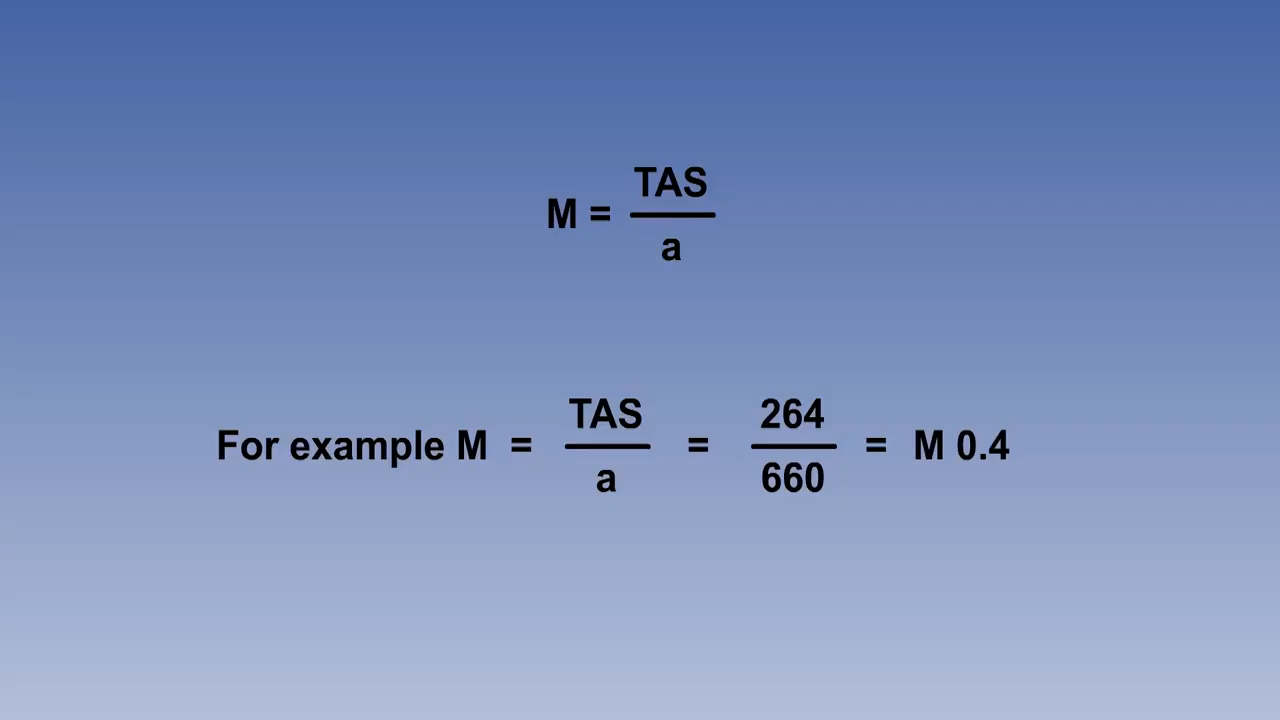 M = TAS / a
For example M = TAS / a = 264 / 660 = M 0.4